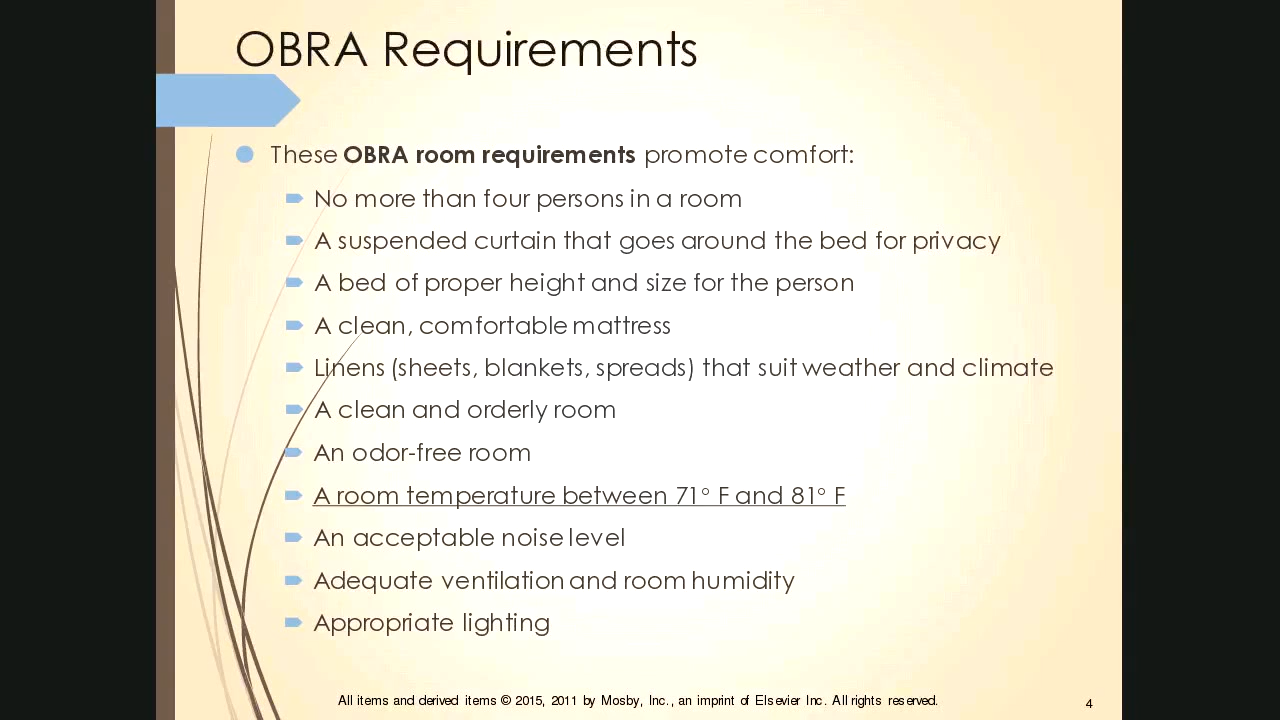 OBRA Requirements
These OBRA room requirements promote comfort:
No more than four persons in a room
A suspended curtain that goes around the bed for privacy
A bed of proper height and size for the person
A clean, comfortable mattress
Linens (sheets, blankets, spreads) that suit weather and climate
A clean and orderly room
An odor-free room
A room temperature between 71° F and 81° F
An acceptable noise level
Adequate ventilation and room humidity
Appropriate lighting
All items and derived items © 2015, 2011 by Mosby, Inc., an imprint of Elsevier Inc. All rights reserved.
4